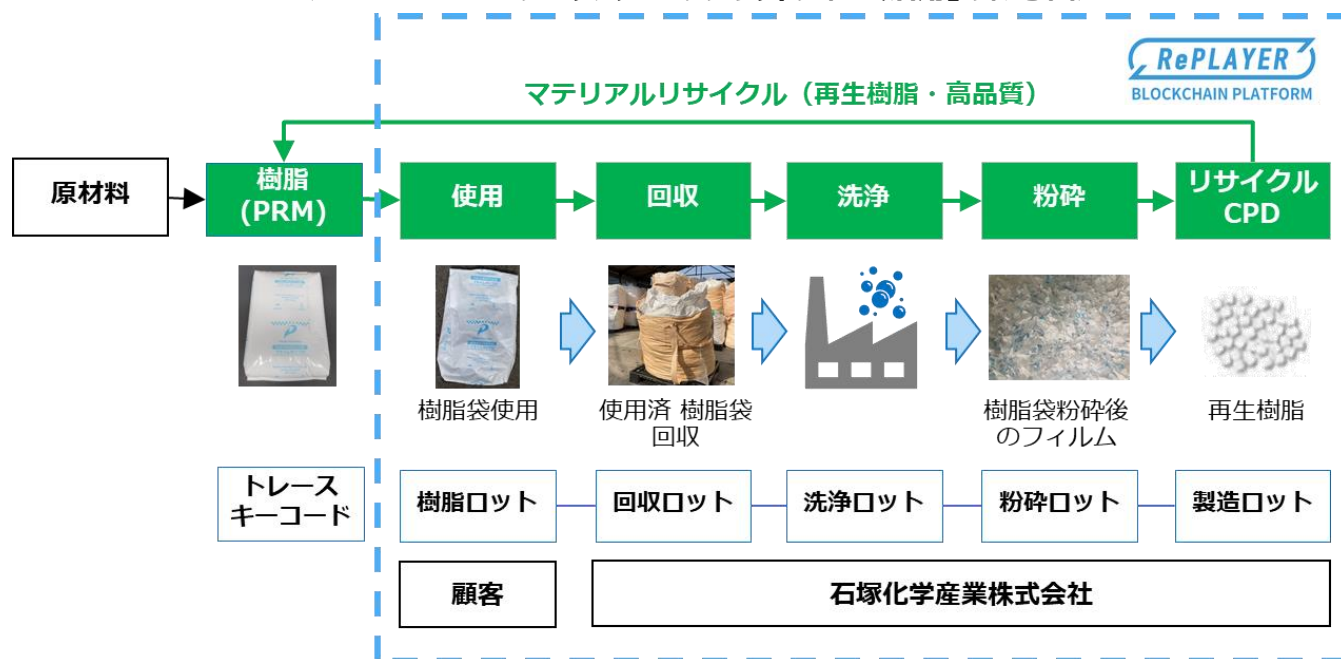 RePLAYER
BLOCKCHAIN PLATFORM
マテリアルリサイクル（再生樹脂・高品質）
原材料
樹脂
(PRM)
使用
回収
洗浄
粉砕
リサイクル
CPD
樹脂袋使用
使用済 樹脂袋
回収
樹脂袋粉砕後
のフィルム
再生樹脂
トレース
キーコード
樹脂ロット
回収ロット
洗浄ロット
粉砕ロット
製造ロット
顧客
石塚化学産業株式会社